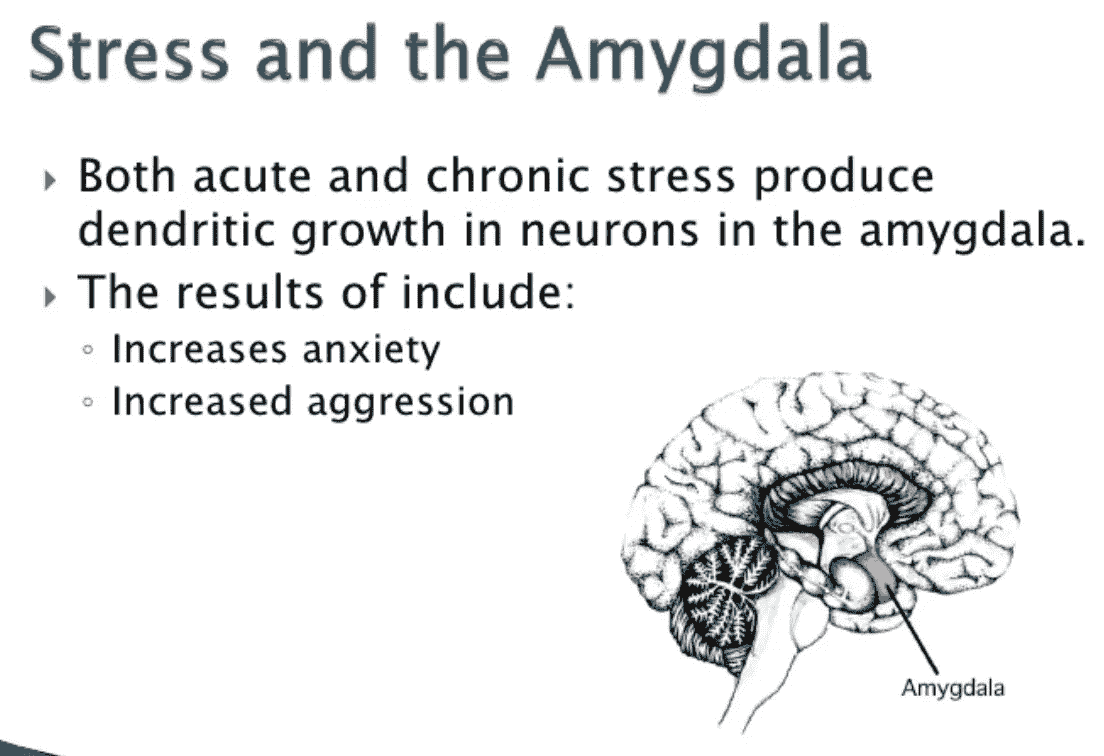 Stress and the Amygdala
Both acute and chronic stress produce
dendritic growth in neurons in the amygdala.
The results of include:
Increases anxiety
Increased aggression
Amygdala